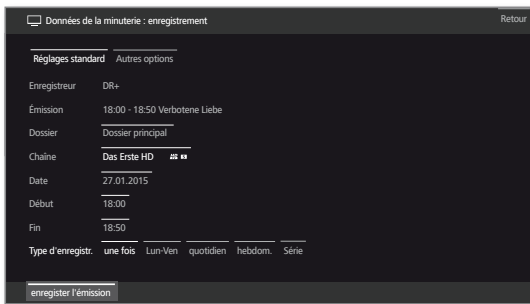 Données de la minuterie : enregistrement Retour
Réglages standard Autres options
Enregistreur DR+
Émission 18:00 - 18:50 Verbotene Liebe
Dossier Dossier principal
Chaîne Das Erste HD
Date 27.01.2015
Début 18:00
Fin 18:50
Type d'enregistr. une fois Lun-Ven quotidien hebdom. Série
enregister l'émission